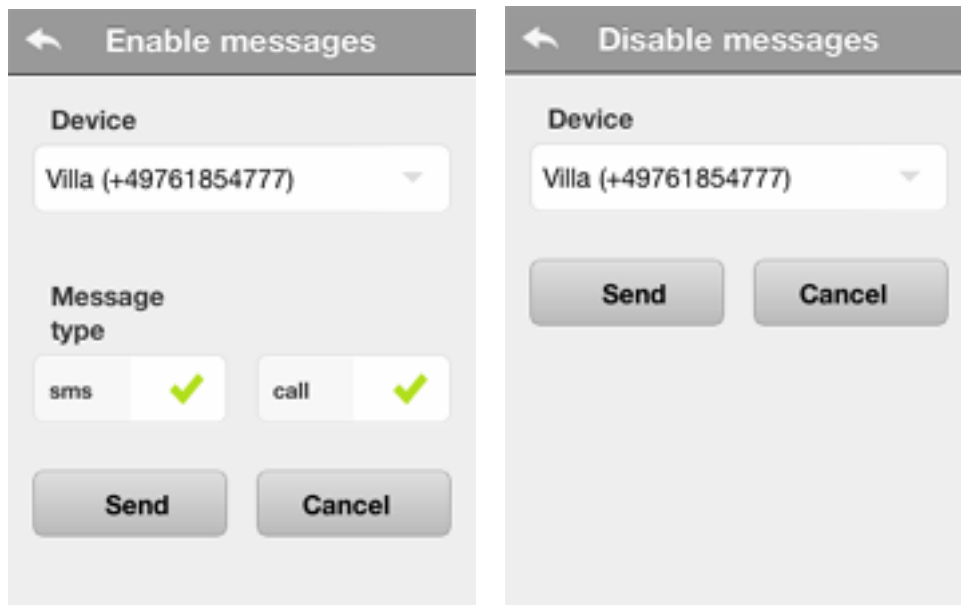 Enable messages
Device
Villa (+49761854777)
Message
type
sms
call
Send
Cancel
Disable messages
Device
Villa (+49761854777)
Send
Cancel